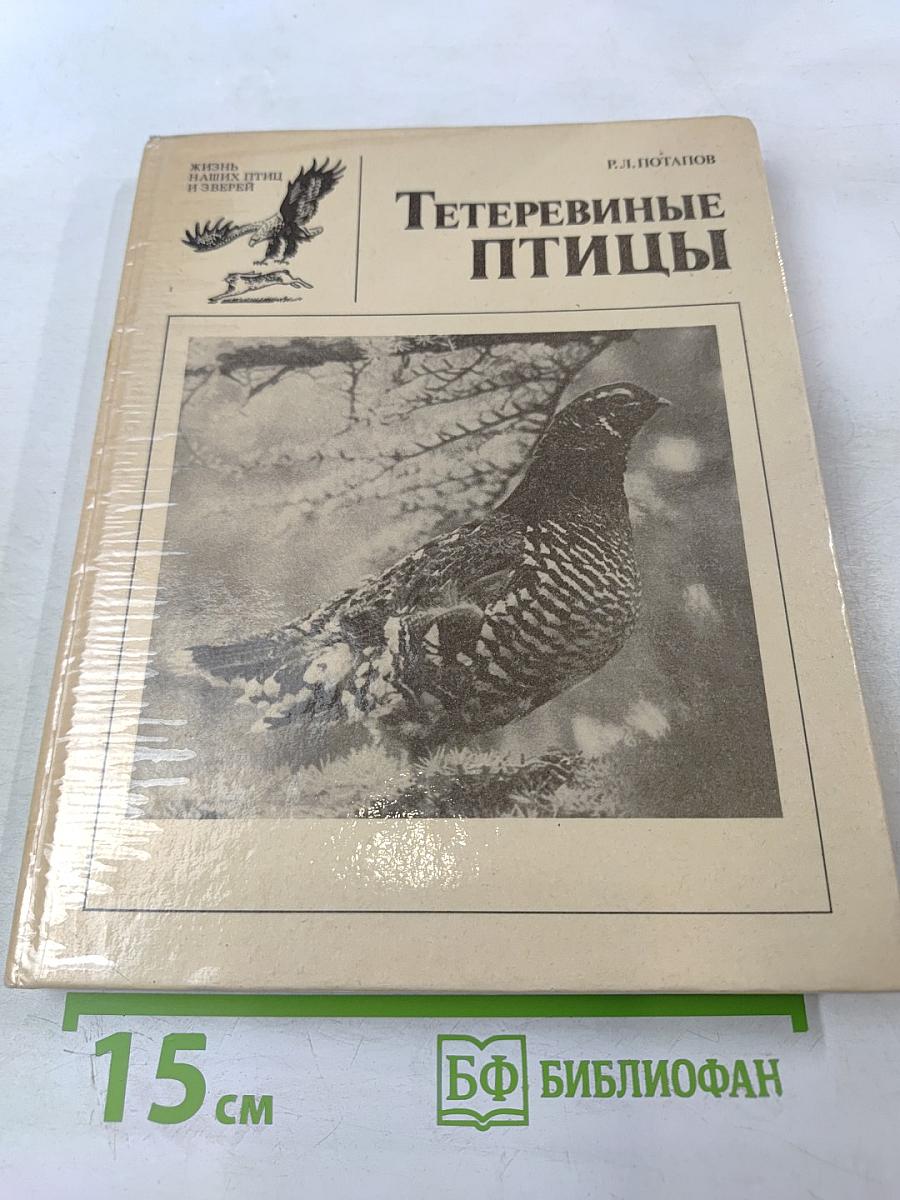 ЖИЗНЬ
НАШИХ ПТИЦ
И ЗВЕРЕЙ
Р. Л. ПОТАПОВ
ТЕТЕРЕВИНЫЕ
ПТИЦЫ
15 см
БФ БИБЛИОФАН